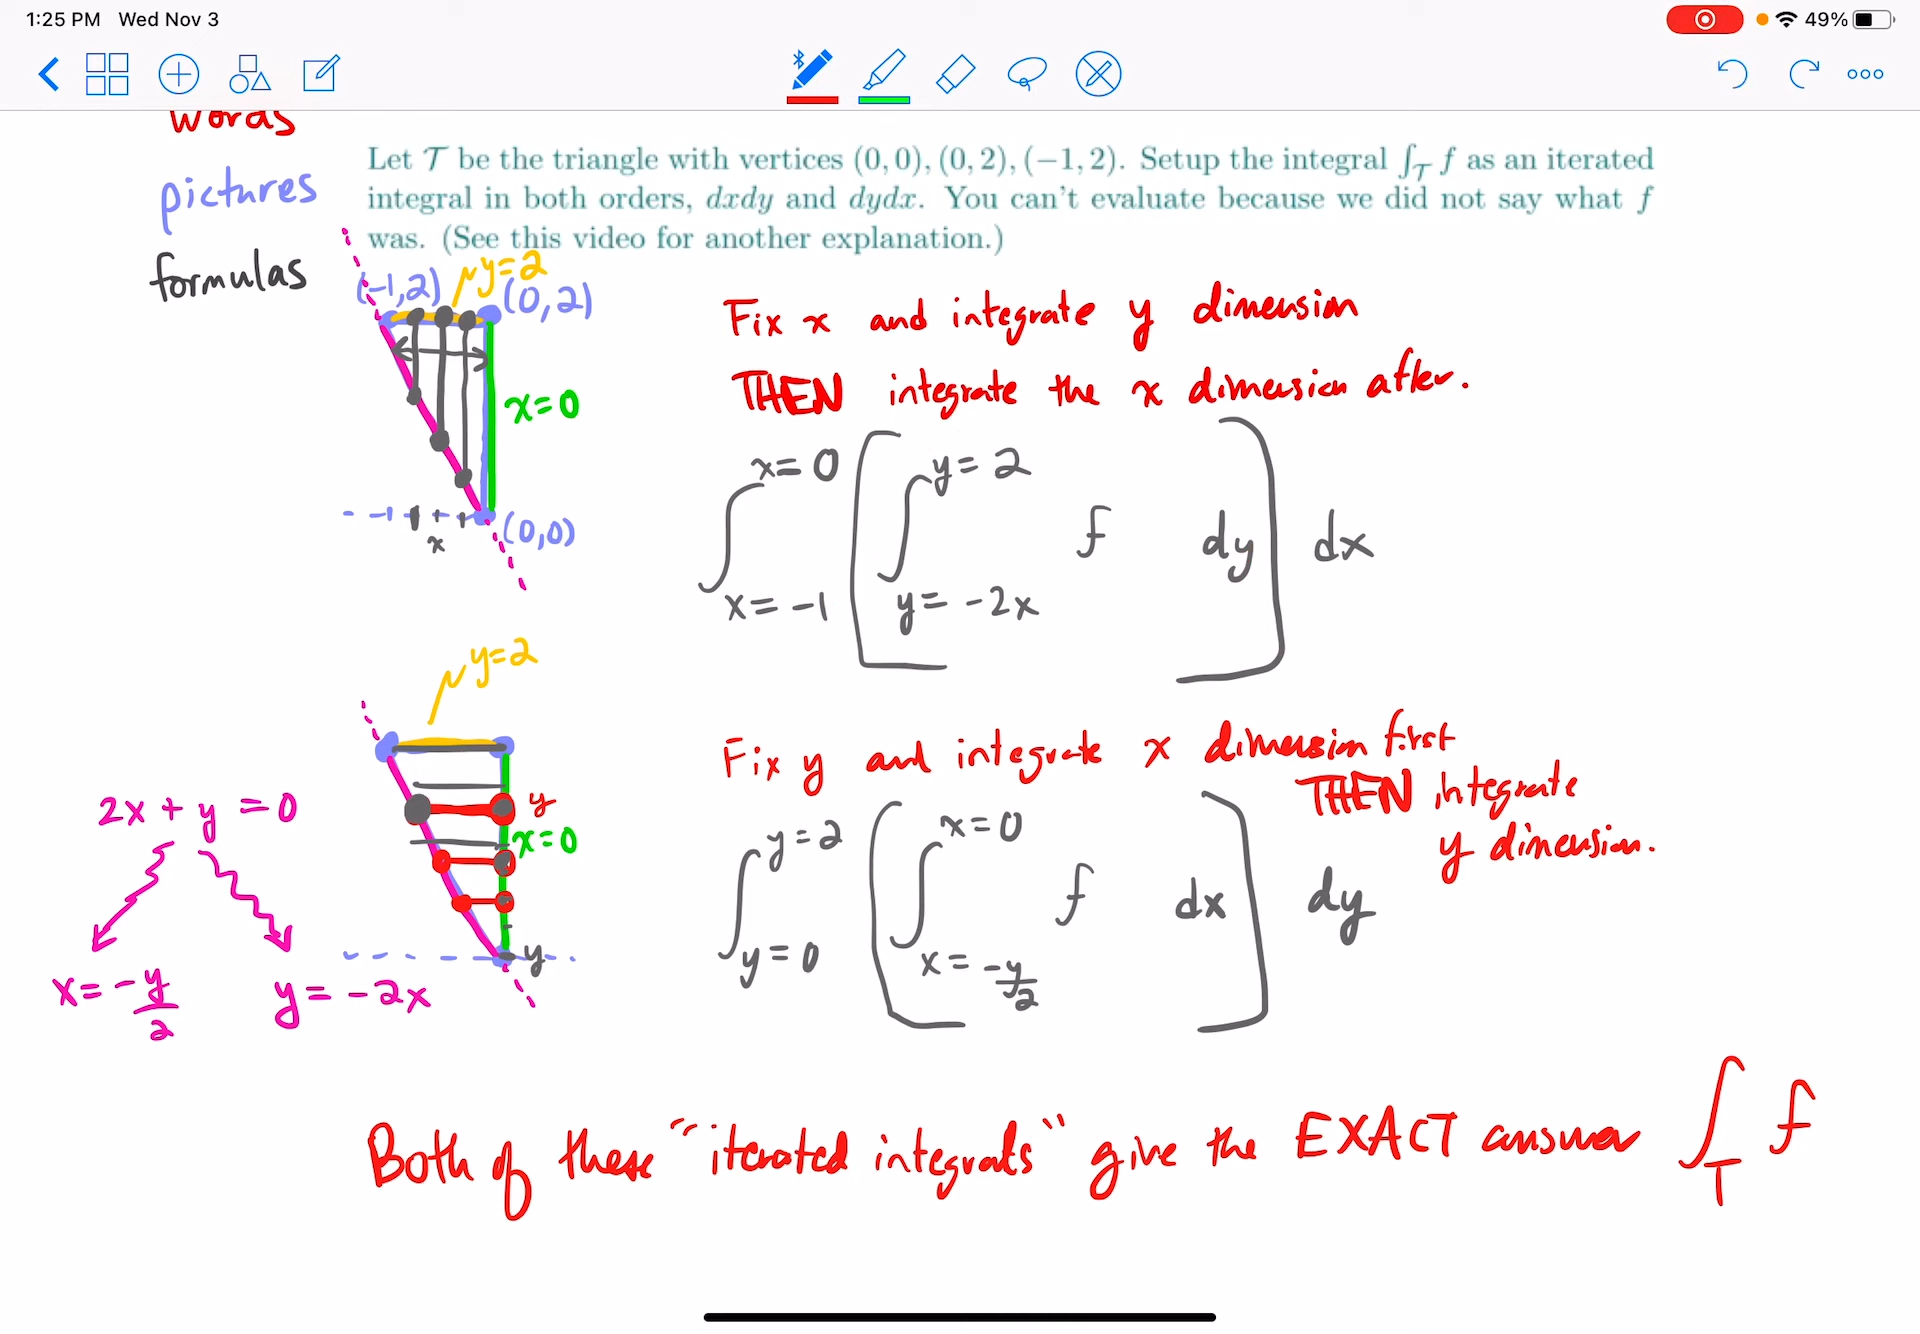 1:25 PM Wed Nov 3
49%
words
pictures
formulas
Let 𝒯 be the triangle with vertices (0, 0), (0, 2), (−1, 2). Setup the integral ∫_𝒯 f as an iterated
integral in both orders, dxdy and dydx. You can't evaluate because we did not say what f
was. (See this video for another explanation.)
(-1,2)
y=2
(0,2)
x=0
-1
x
(0,0)
Fix x and integrate y dimension
THEN integrate the x dimension after.
∫_{x=-1}^{x=0} [ ∫_{y=-2x}^{y=2} f dy ] dx
y=2
y
x=0
y
2x + y = 0
x = -y/2
y = -2x
Fix y and integrate x dimension first
THEN integrate
y dimension.
∫_{y=0}^{y=2} [ ∫_{x=-y/2}^{x=0} f dx ] dy
Both of these "iterated integrals" give the EXACT answer ∫_T f